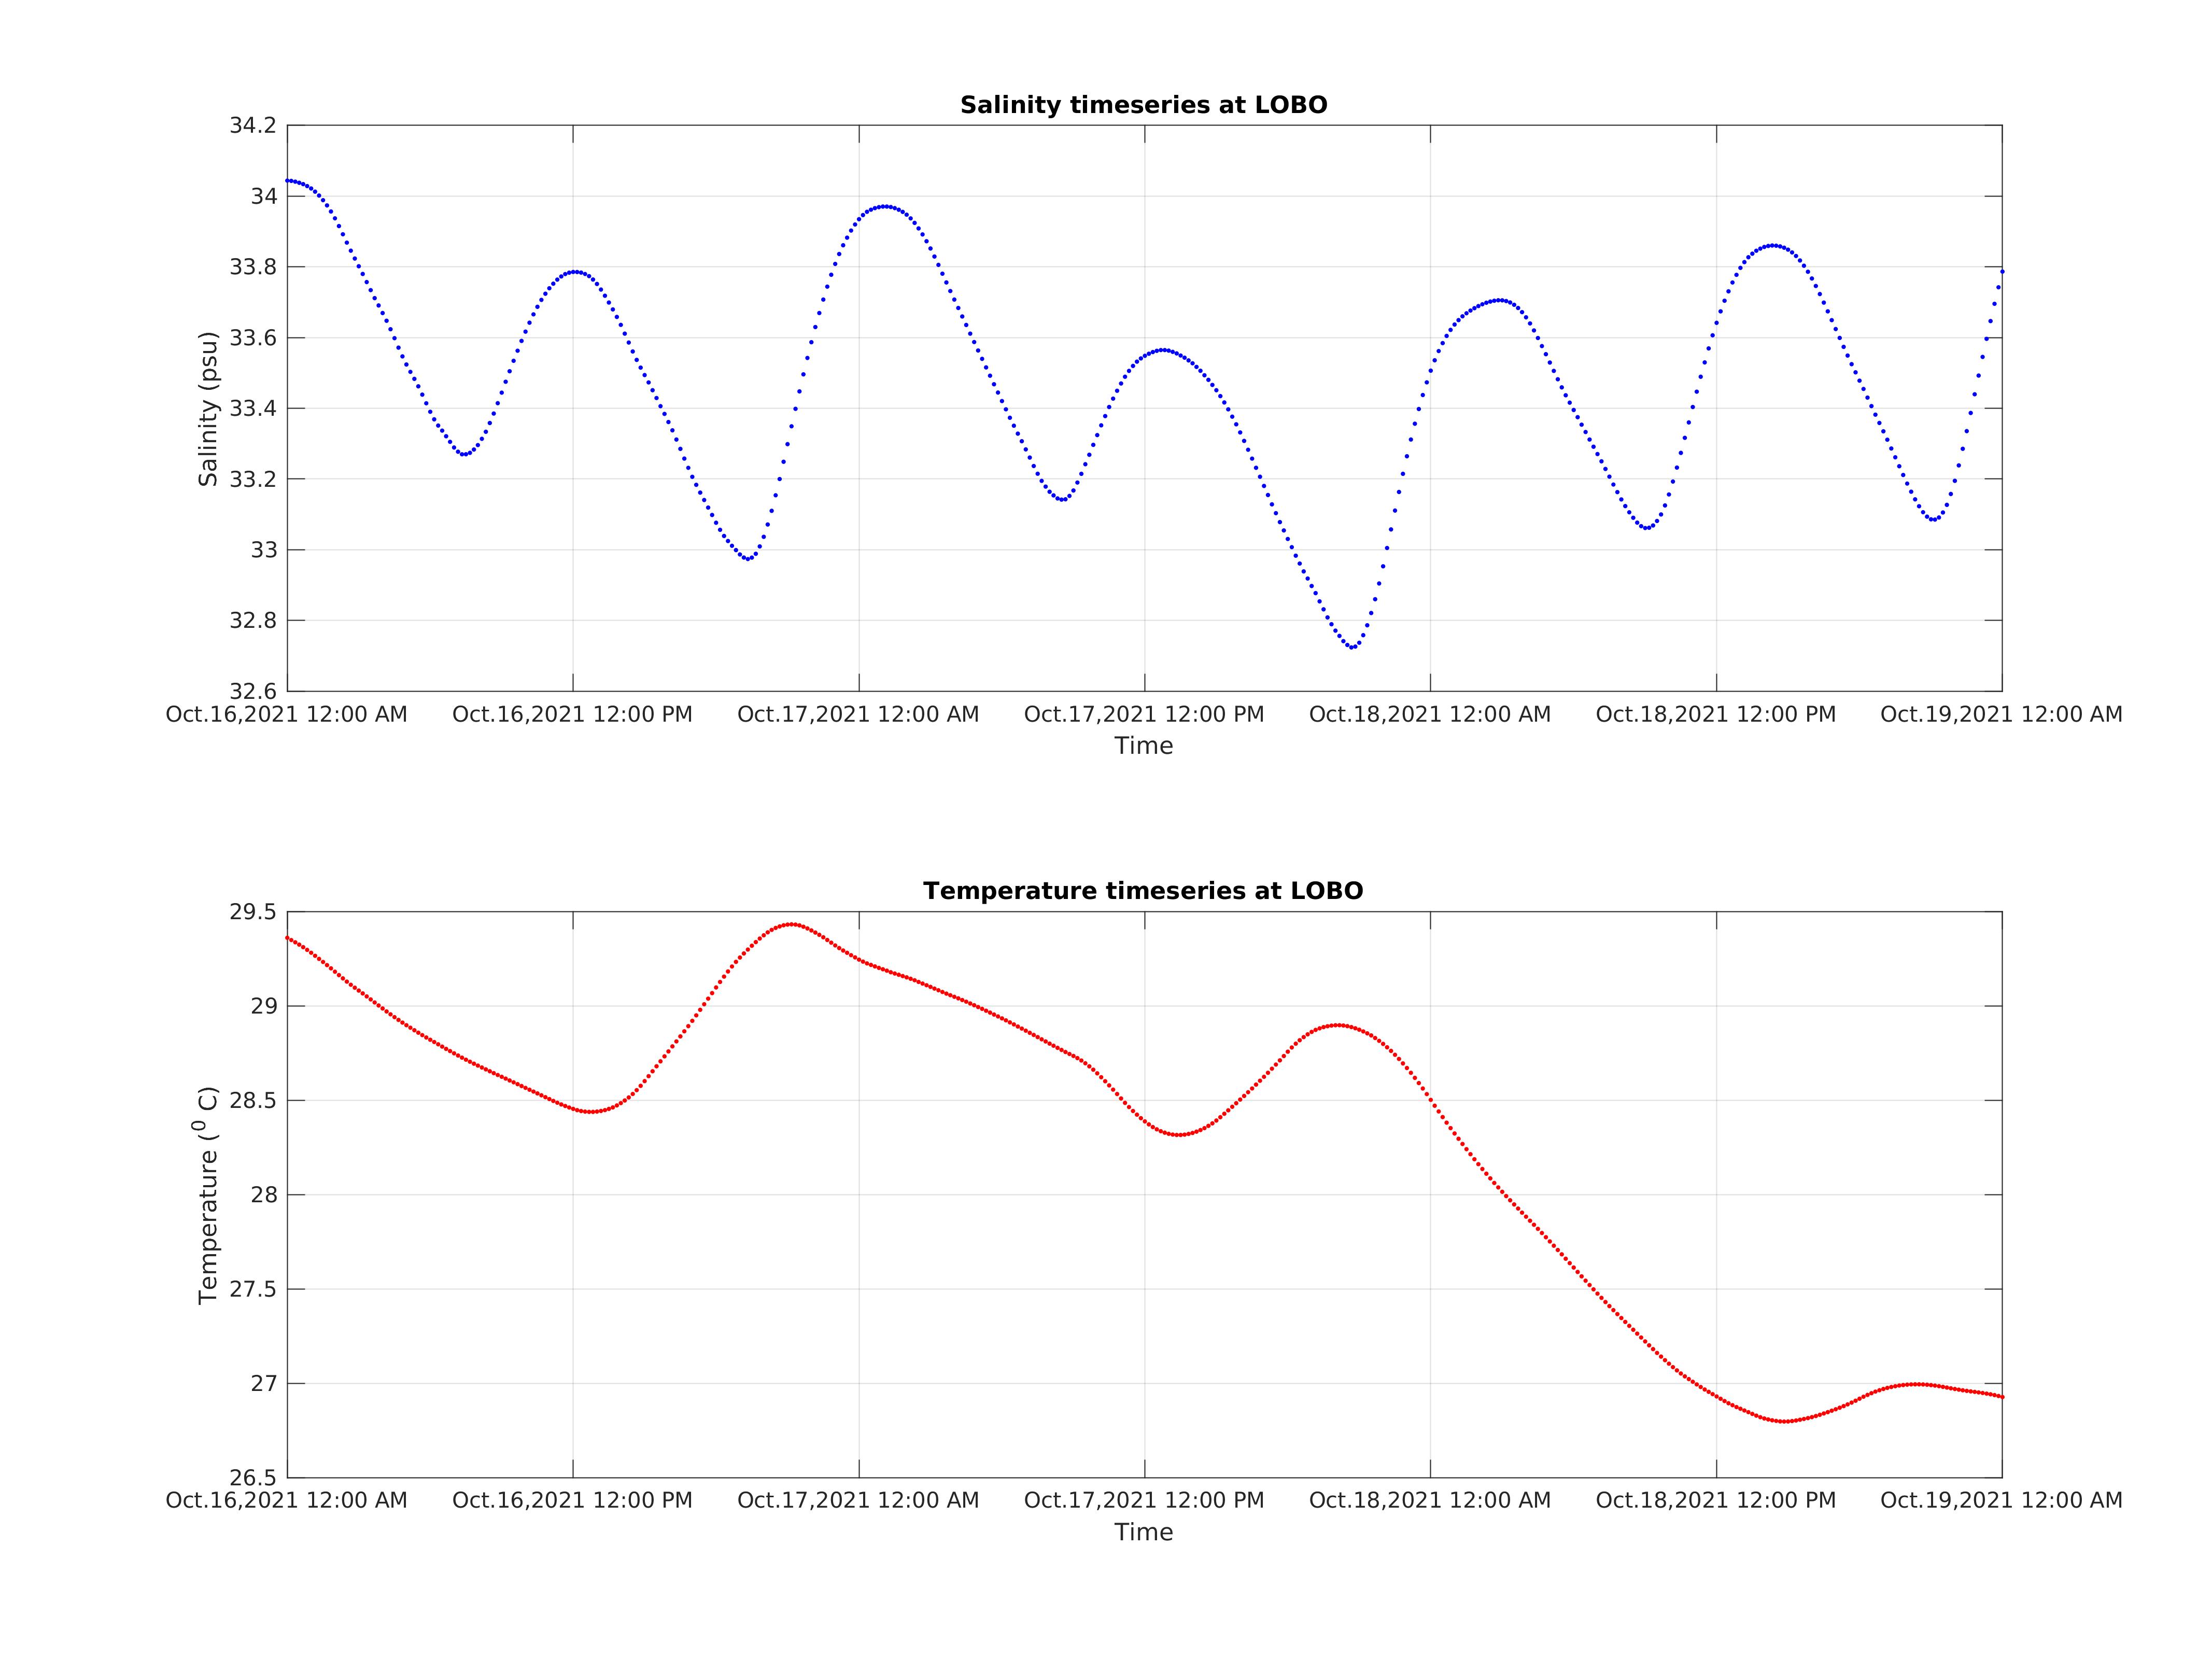 Salinity timeseries at LOBO
34.2
34
33.8
33.6
33.4
33.2
33
32.8
32.6
Salinity (psu)
Oct.16,2021 12:00 AM Oct.16,2021 12:00 PM Oct.17,2021 12:00 AM Oct.17,2021 12:00 PM Oct.18,2021 12:00 AM Oct.18,2021 12:00 PM Oct.19,2021 12:00 AM
Time
Temperature timeseries at LOBO
29.5
29
28.5
28
27.5
27
26.5
Temperature (⁰ C)
Oct.16,2021 12:00 AM Oct.16,2021 12:00 PM Oct.17,2021 12:00 AM Oct.17,2021 12:00 PM Oct.18,2021 12:00 AM Oct.18,2021 12:00 PM Oct.19,2021 12:00 AM
Time